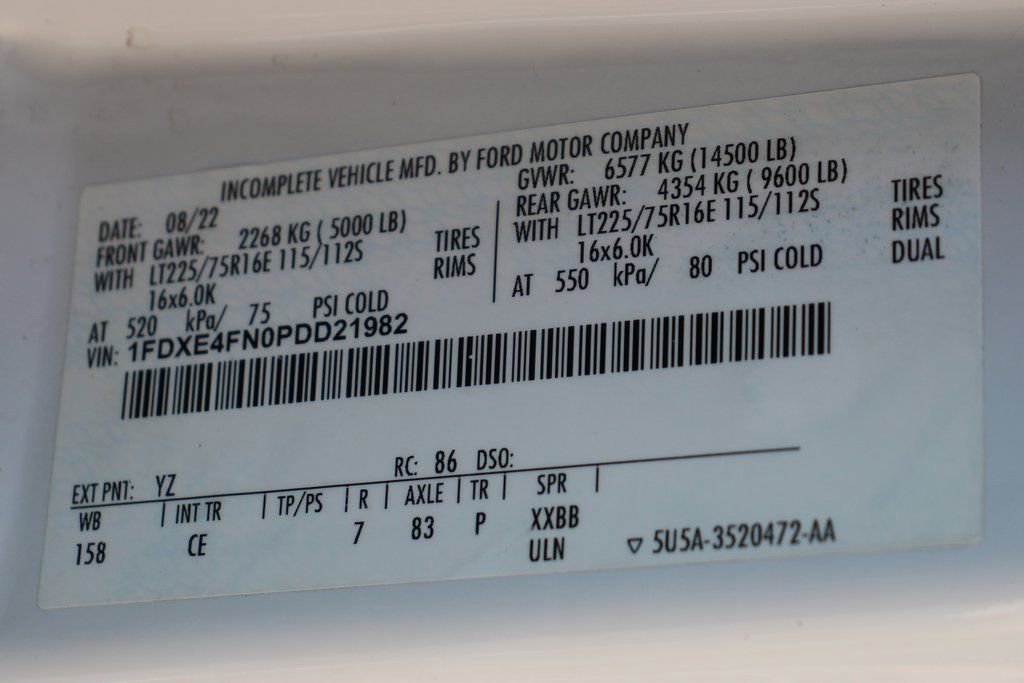 INCOMPLETE VEHICLE MFD. BY FORD MOTOR COMPANY
DATE: 08/22
GVWR: 6577 KG (14500 LB)
FRONT GAWR: 2268 KG ( 5000 LB)
REAR GAWR: 4354 KG ( 9600 LB)
WITH LT225/75R16E 115/112S TIRES
WITH LT225/75R16E 115/112S TIRES
16x6.0K RIMS
16x6.0K RIMS
AT 520 kPa/ 75 PSI COLD
AT 550 kPa/ 80 PSI COLD DUAL
VIN: 1FDXE4FN0PDD21982
EXT PNT: YZ RC: 86 DSO:
WB | INT TR | TP/PS | R | AXLE | TR | SPR |
158 CE 7 83 P XXBB
ULN ▽ 5U5A-3520472-AA